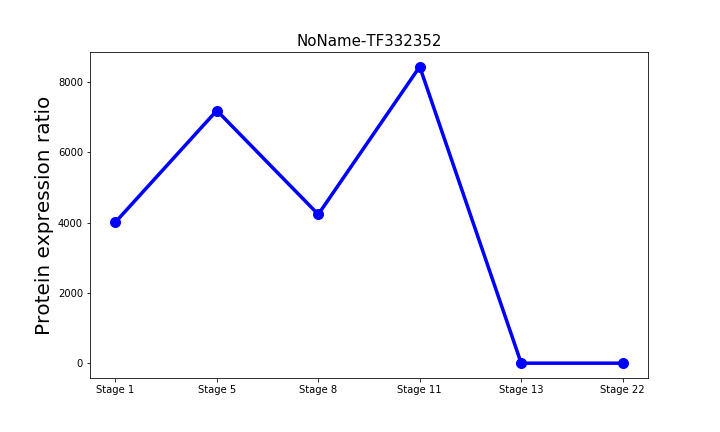 NoName-TF332352
Protein expression ratio
8000
6000
4000
2000
0
Stage 1 Stage 5 Stage 8 Stage 11 Stage 13 Stage 22